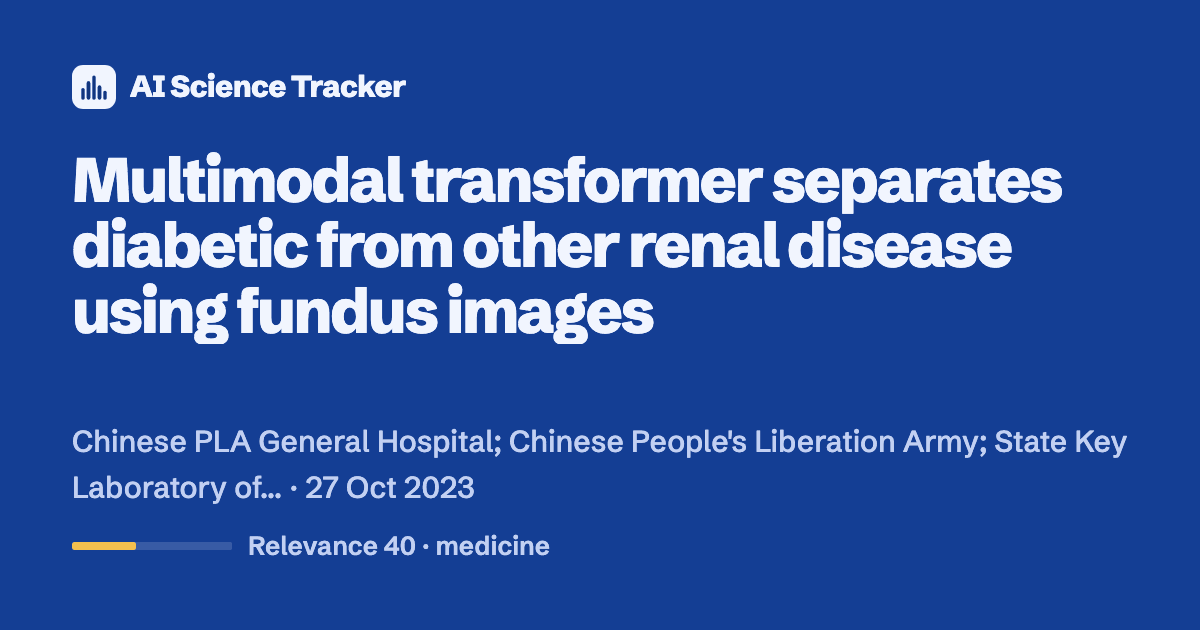 AI Science Tracker
Multimodal transformer separates
diabetic from other renal disease
using fundus images
Chinese PLA General Hospital; Chinese People's Liberation Army; State Key
Laboratory of... · 27 Oct 2023
Relevance 40 · medicine